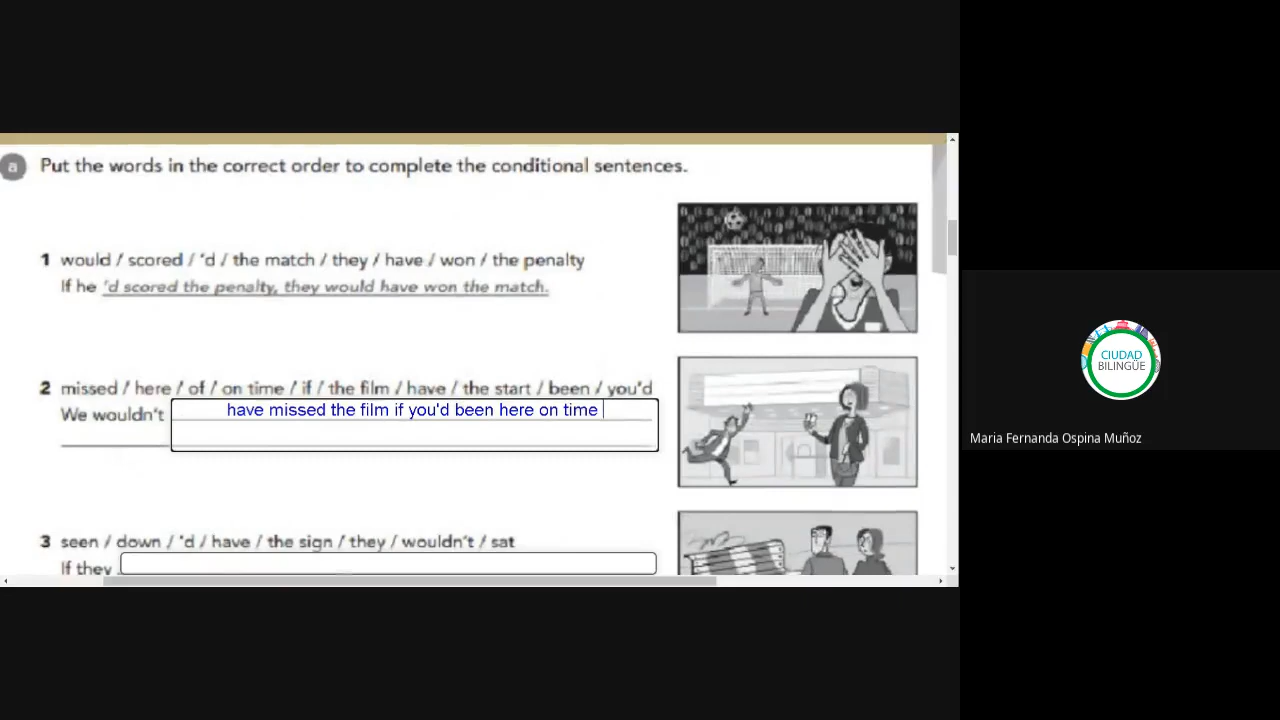 a Put the words in the correct order to complete the conditional sentences.
1 would / scored / 'd / the match / they / have / won / the penalty
If he 'd scored the penalty, they would have won the match.
2 missed / here / of / on time / if / the film / have / the start / been / you'd
We wouldn't have missed the film if you'd been here on time
3 seen / down / 'd / have / the sign / they / wouldn't / sat
If they
CIUDAD
BILINGÜE
Maria Fernanda Ospina Muñoz